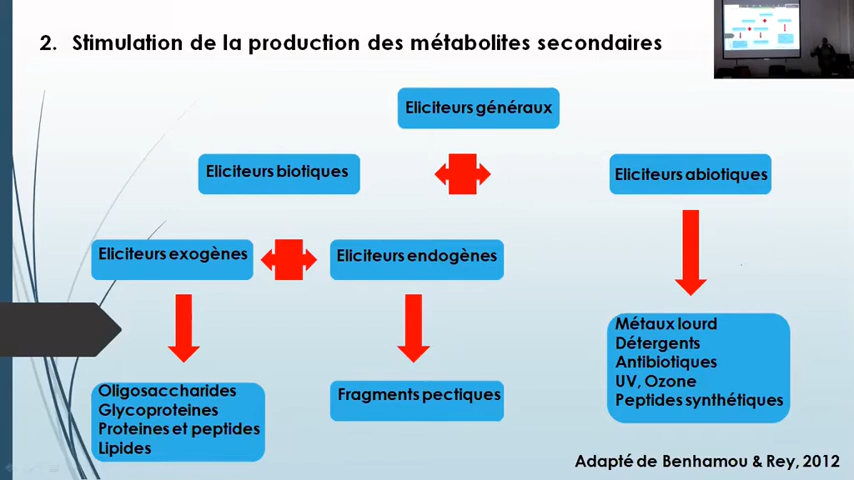 2. Stimulation de la production des métabolites secondaires
Eliciteurs généraux
Eliciteurs biotiques
Eliciteurs abiotiques
Eliciteurs exogènes
Eliciteurs endogènes
Métaux lourd
Détergents
Antibiotiques
UV, Ozone
Peptides synthétiques
Oligosaccharides
Glycoproteines
Proteines et peptides
Lipides
Fragments pectiques
Adapté de Benhamou & Rey, 2012